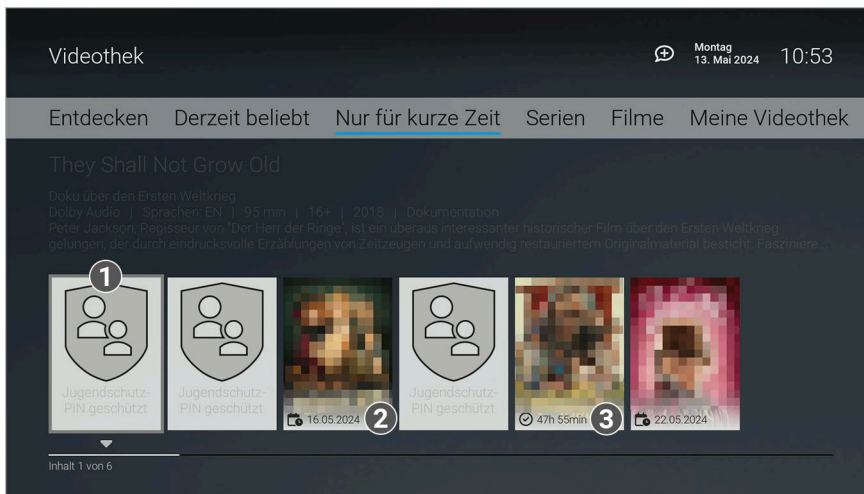 Videothek
Montag
13. Mai 2024
10:53
Entdecken Derzeit beliebt Nur für kurze Zeit Serien Filme Meine Videothek
They Shall Not Grow Old
Doku über den Ersten Weltkrieg
Dolby Audio | Sprachen: EN | 95 min | 16+ | 2018 | Dokumentation
Peter Jackson, Regisseur von 'Der Herr der Ringe', ist ein überaus interessanter historischer Film über den Ersten Weltkrieg
gelungen, der durch eindrucksvolle Erzählungen von Zeitzeugen und aufwendig restauriertem Originalmaterial besticht. Fasziniere...
1
Jugendschutz-
PIN geschützt
Jugendschutz-
PIN geschützt
16.05.2024
2
Jugendschutz-
PIN geschützt
47h 55min
3
22.05.2024
Inhalt 1 von 6